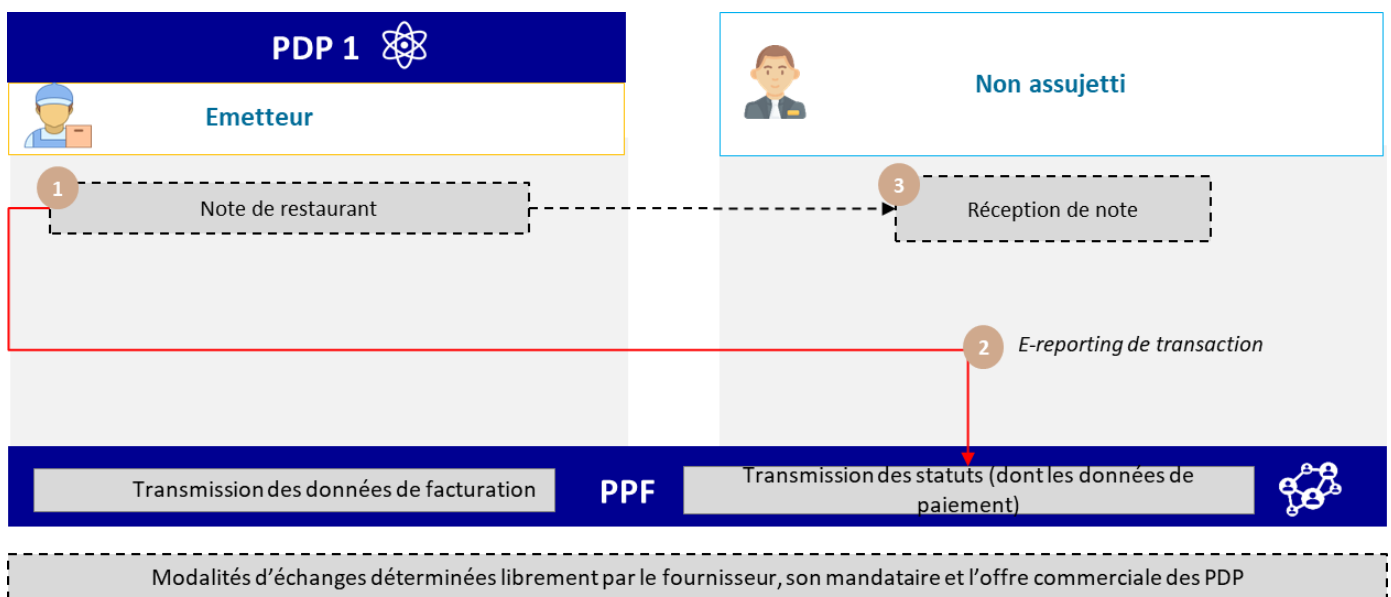 PDP 1
Emetteur
Non assujetti
1
Note de restaurant
3
Réception de note
2
E-reporting de transaction
Transmission des données de facturation
PPF
Transmission des statuts (dont les données de
paiement)
Modalités d'échanges déterminées librement par le fournisseur, son mandataire et l'offre commerciale des PDP